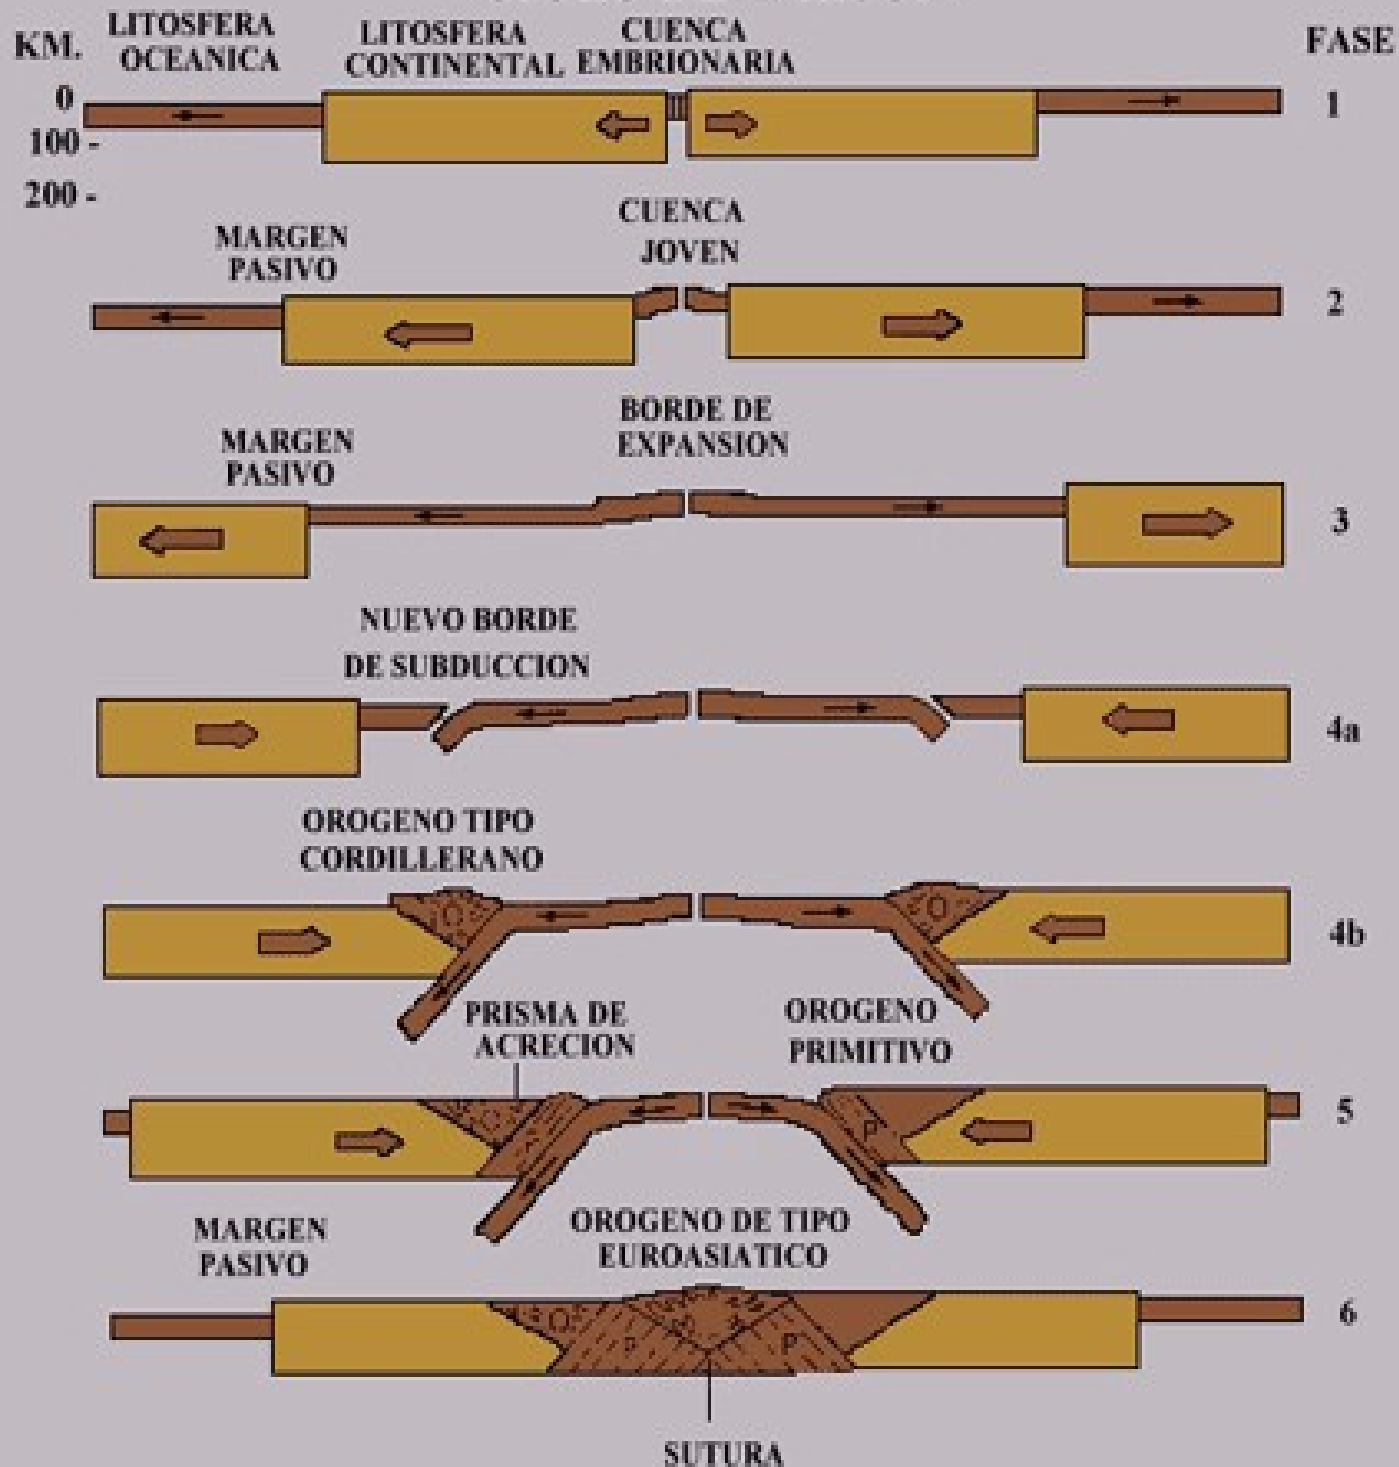 KM.
LITOSFERA
OCEANICA
LITOSFERA
CONTINENTAL
CUENCA
EMBRIONARIA
FASE
0
100 -
200 -
1
CUENCA
JOVEN
MARGEN
PASIVO
2
BORDE DE
EXPANSION
MARGEN
PASIVO
3
NUEVO BORDE
DE SUBDUCCION
4a
OROGENO TIPO
CORDILLERANO
O
O
4b
PRISMA DE
ACRECION
OROGENO
PRIMITIVO
O
P
5
MARGEN
PASIVO
OROGENO DE TIPO
EUROASIATICO
O
P
P
6
SUTURA